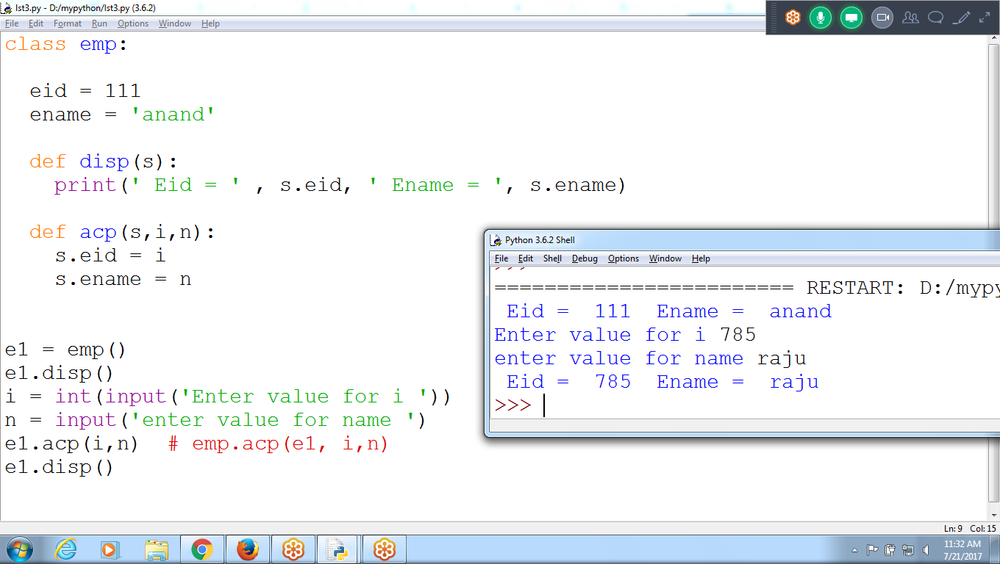 lst3.py - D:/mypython/lst3.py (3.6.2)
File Edit Format Run Options Window Help
class emp:
eid = 111
ename = 'anand'
def disp(s):
print(' Eid = ' , s.eid, ' Ename = ', s.ename)
def acp(s,i,n):
s.eid = i
s.ename = n
e1 = emp()
e1.disp()
i = int(input('Enter value for i '))
n = input('enter value for name ')
e1.acp(i,n)  # emp.acp(e1, i,n)
e1.disp()
Python 3.6.2 Shell
File Edit Shell Debug Options Window Help
>>>
======================== RESTART: D:/mypy
Eid =  111  Ename =  anand
Enter value for i 785
enter value for name raju
Eid =  785  Ename =  raju
>>>
Ln: 9 Col: 15
11:32 AM
7/21/2017